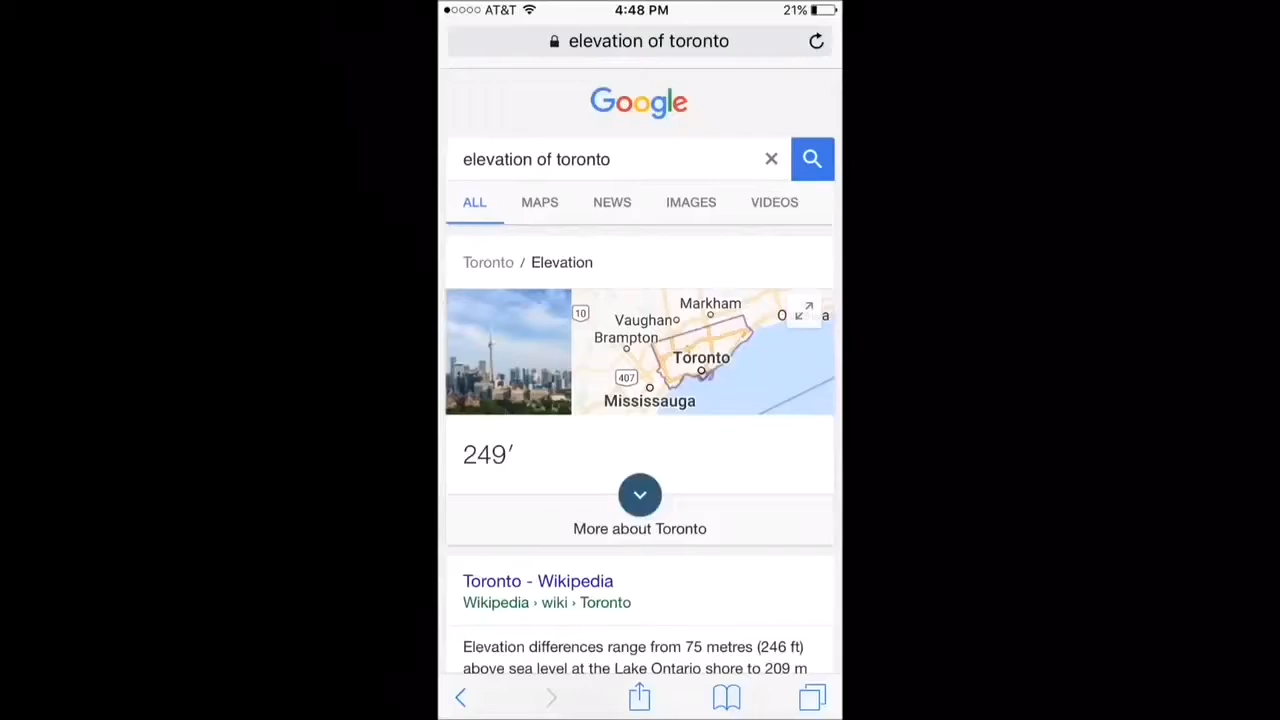 AT&T 4:48 PM 21%
elevation of toronto
Google
elevation of toronto
ALL MAPS NEWS IMAGES VIDEOS
Toronto / Elevation
10
Markham
Vaughan
Brampton
Toronto
407
Mississauga
249′
More about Toronto
Toronto - Wikipedia
Wikipedia › wiki › Toronto
Elevation differences range from 75 metres (246 ft)
above sea level at the Lake Ontario shore to 209 m